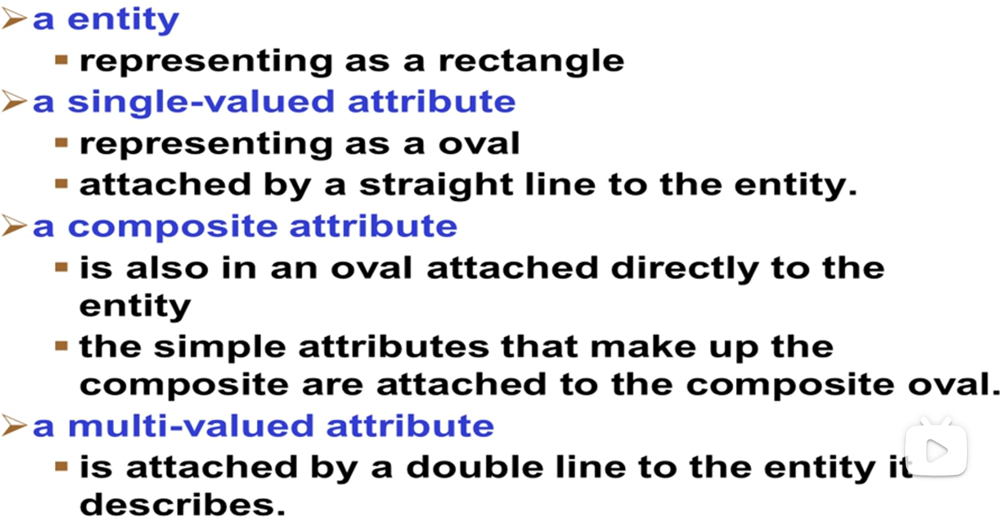 a entity
representing as a rectangle
a single-valued attribute
representing as a oval
attached by a straight line to the entity.
a composite attribute
is also in an oval attached directly to the
entity
the simple attributes that make up the
composite are attached to the composite oval.
a multi-valued attribute
is attached by a double line to the entity it
describes.